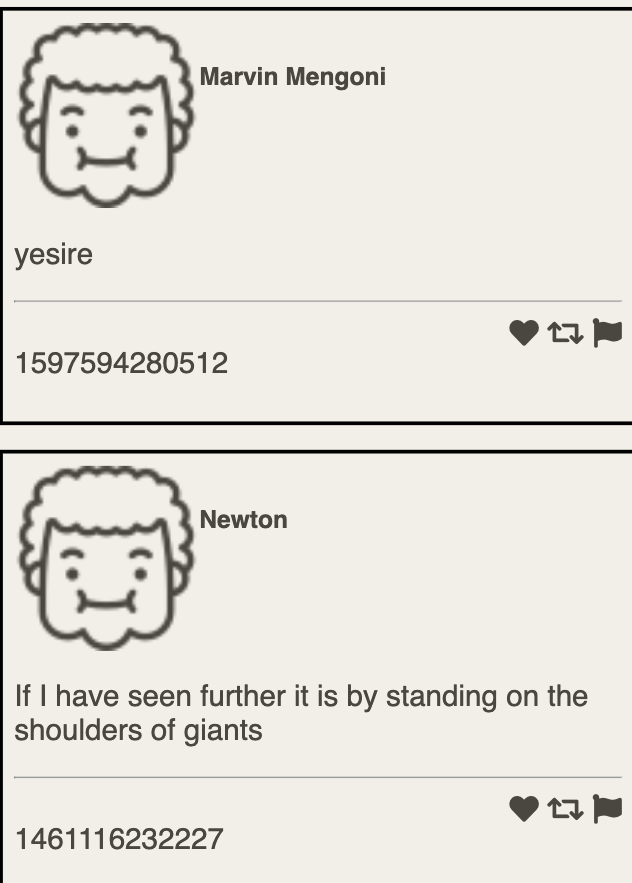 Marvin Mengoni
yesire
1597594280512
Newton
If I have seen further it is by standing on the
shoulders of giants
1461116232227